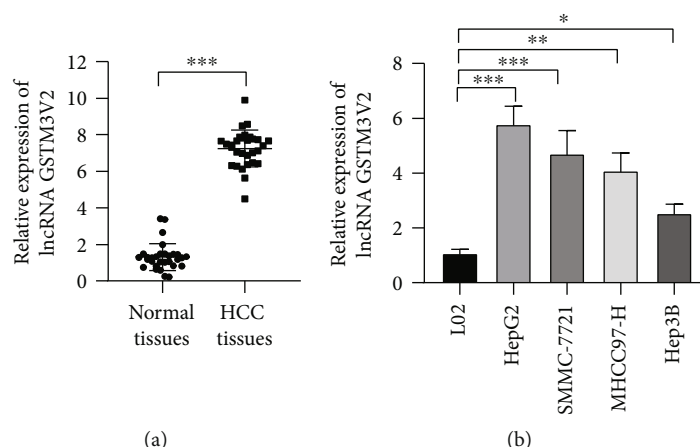 Relative expression of
lncRNA GSTM3V2
12
10
8
6
4
2
0
***
Normal
tissues
HCC
tissues
(a)
Relative expression of
lncRNA GSTM3V2
8
6
4
2
0
*
**
***
***
L02
HepG2
SMMC-7721
MHCC97-H
Hep3B
(b)